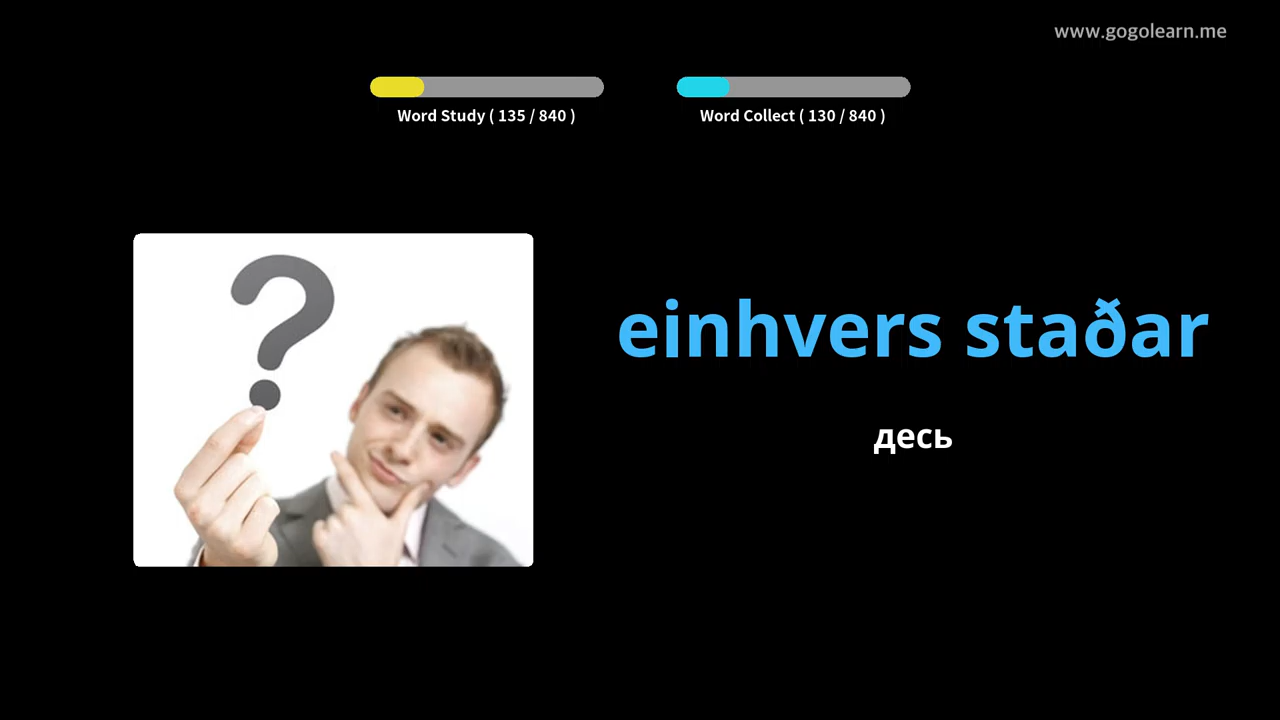 www.gogolearn.me
Word Study ( 135 / 840 )
Word Collect ( 130 / 840 )
einhvers staðar
десь